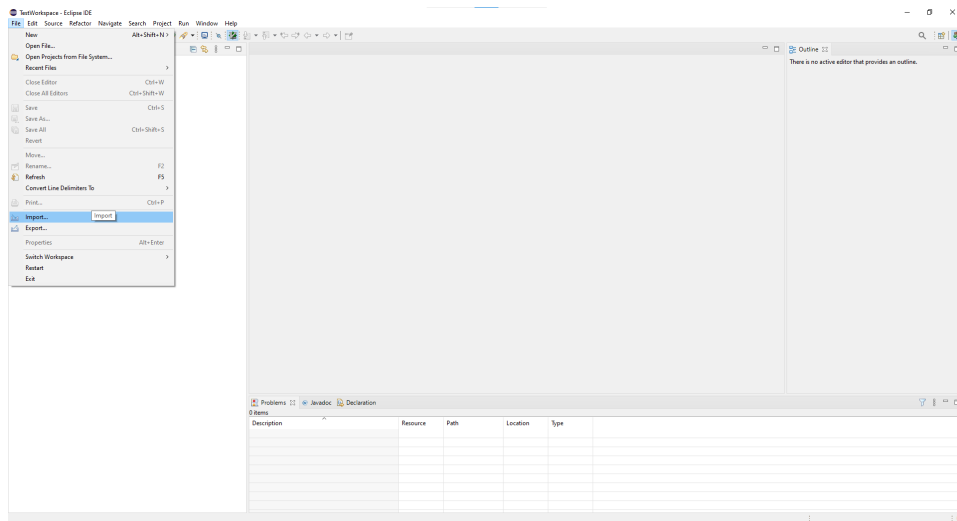 TestWorkspace - Eclipse IDE
File Edit Source Refactor Navigate Search Project Run Window Help
New Alt+Shift+N >
Open File...
Open Projects from File System...
Recent Files >
Close Editor Ctrl+W
Close All Editors Ctrl+Shift+W
Save Ctrl+S
Save As...
Save All Ctrl+Shift+S
Revert
Move...
Rename... F2
Refresh F5
Convert Line Delimiters To >
Print... Ctrl+P
Import... Import
Export...
Properties Alt+Enter
Switch Workspace >
Restart
Exit
Outline
There is no active editor that provides an outline.
Problems Javadoc Declaration
0 items
Description Resource Path Location Type